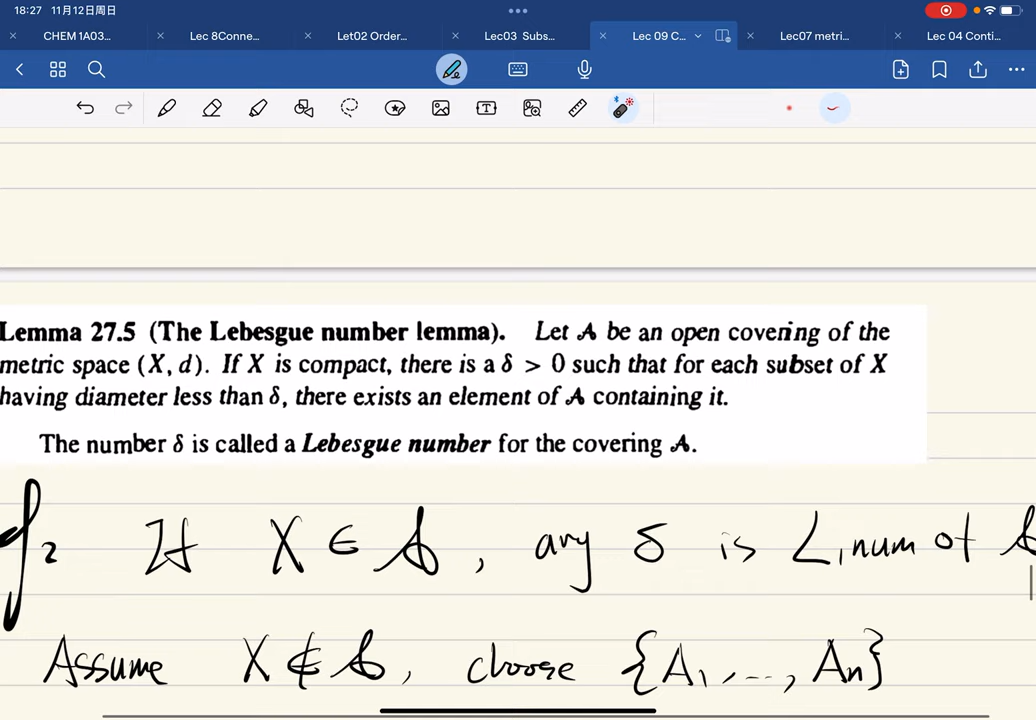 18:27 11月12日周日
CHEM 1A03... Lec 8Conne... Let02 Order... Lec03 Subs... Lec 09 C... Lec07 metri... Lec 04 Conti...
Lemma 27.5 (The Lebesgue number lemma). Let A be an open covering of the
metric space (X, d). If X is compact, there is a δ > 0 such that for each subset of X
having diameter less than δ, there exists an element of A containing it.
The number δ is called a Lebesgue number for the covering A.
If X ∈ A, any δ is L, num of A
Assume X ∉ A, choose {A₁, ..., Aₙ}